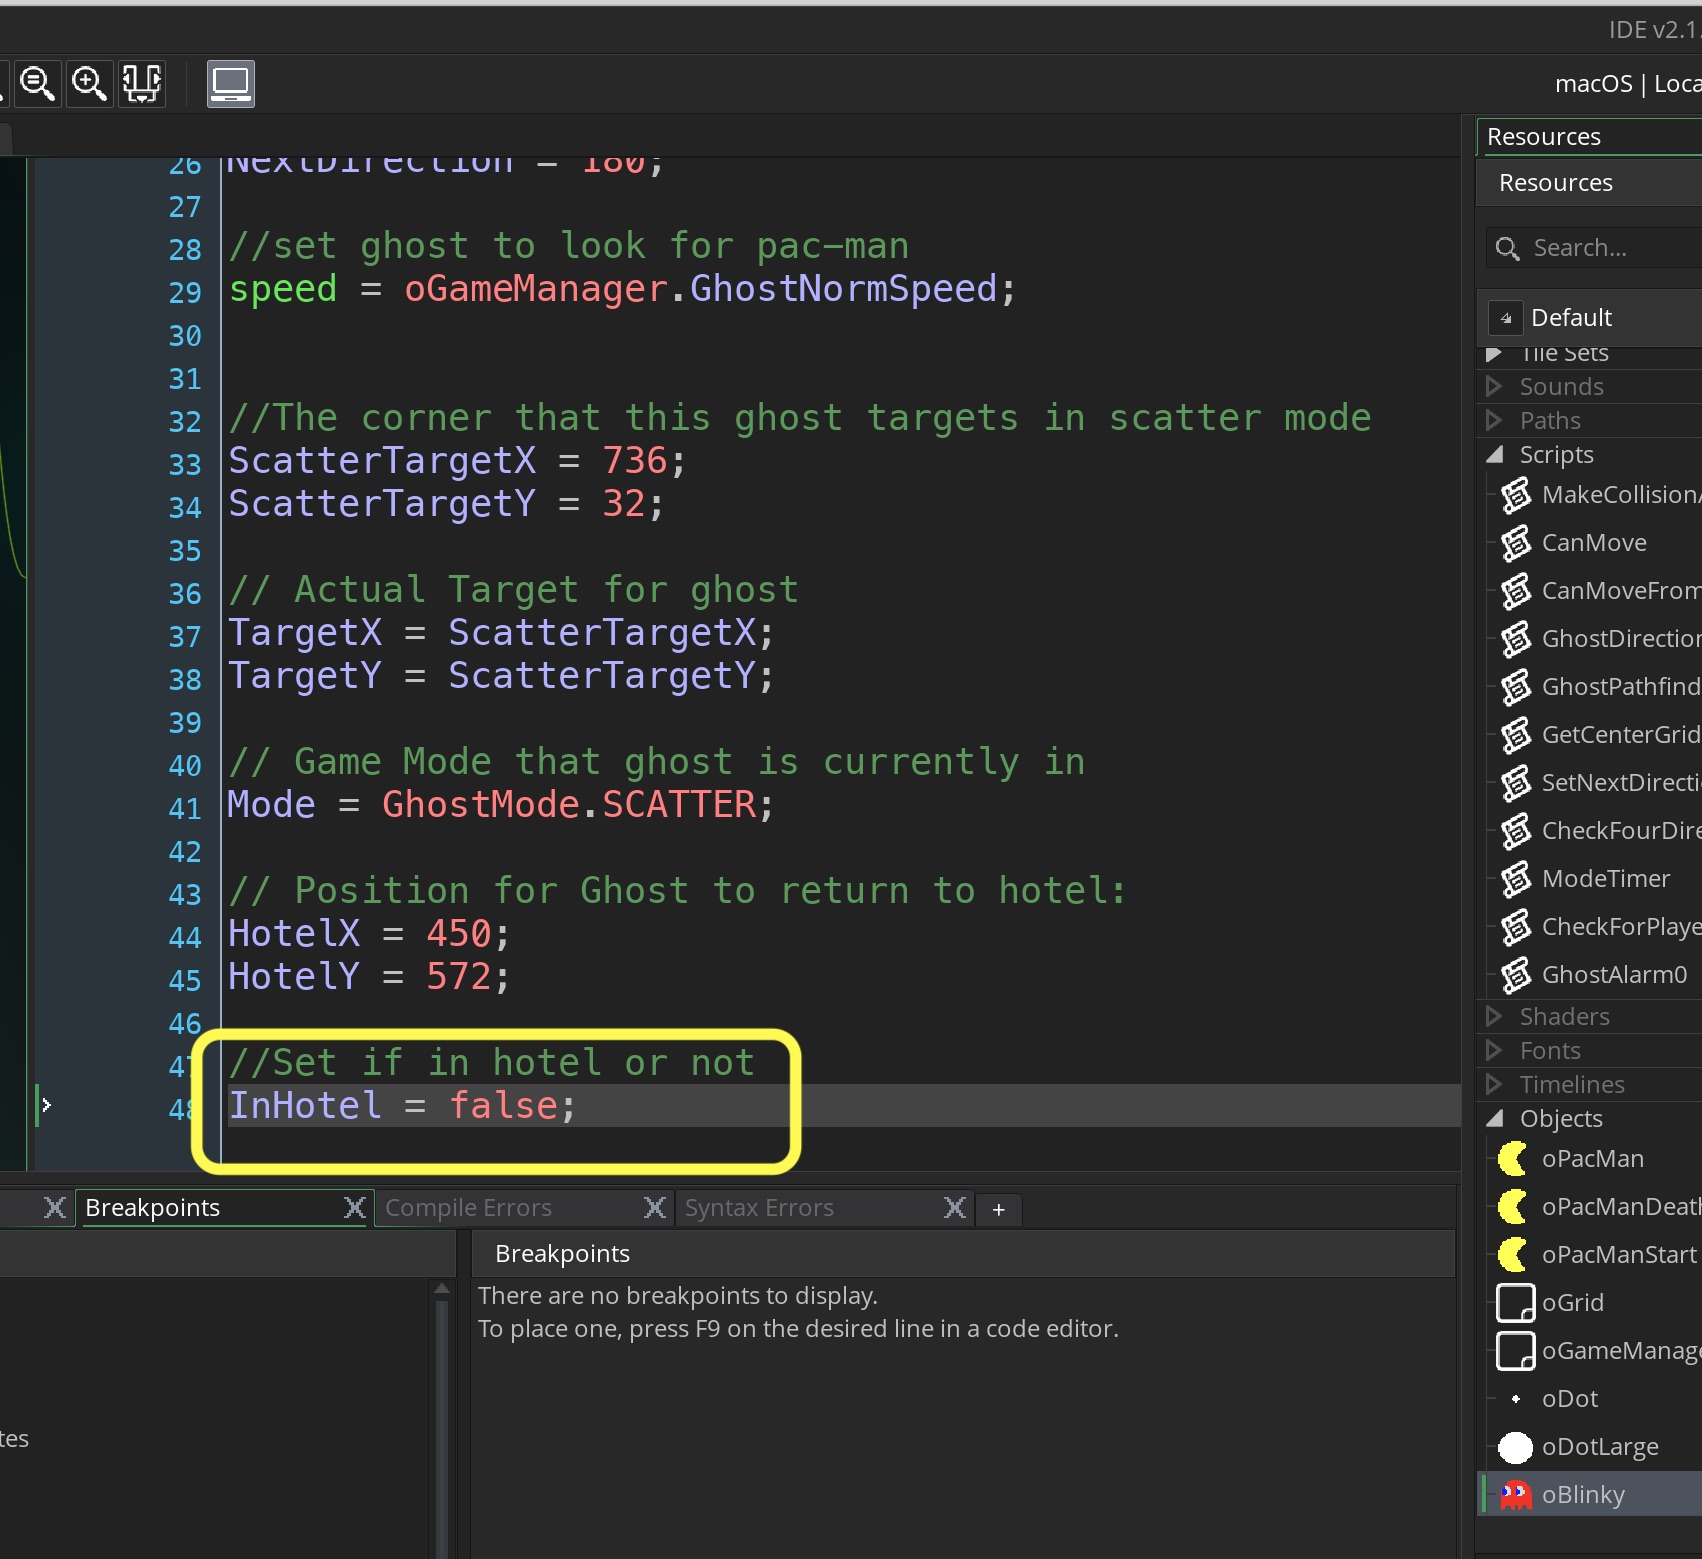 IDE v2.1.
macOS | Loca
26 NextDirection = 180;
27
28 //set ghost to look for pac-man
29 speed = oGameManager.GhostNormSpeed;
30
31
32 //The corner that this ghost targets in scatter mode
33 ScatterTargetX = 736;
34 ScatterTargetY = 32;
35
36 // Actual Target for ghost
37 TargetX = ScatterTargetX;
38 TargetY = ScatterTargetY;
39
40 // Game Mode that ghost is currently in
41 Mode = GhostMode.SCATTER;
42
43 // Position for Ghost to return to hotel:
44 HotelX = 450;
45 HotelY = 572;
46
47 //Set if in hotel or not
48 InHotel = false;
Breakpoints
Compile Errors
Syntax Errors
+
Breakpoints
There are no breakpoints to display.
To place one, press F9 on the desired line in a code editor.
tes
Resources
Resources
Search...
Default
Tile Sets
Sounds
Paths
Scripts
MakeCollisionA
CanMove
CanMoveFrom
GhostDirection
GhostPathfind
GetCenterGrid
SetNextDirecti
CheckFourDire
ModeTimer
CheckForPlaye
GhostAlarm0
Shaders
Fonts
Timelines
Objects
oPacMan
oPacManDeath
oPacManStart
oGrid
oGameManage
oDot
oDotLarge
oBlinky